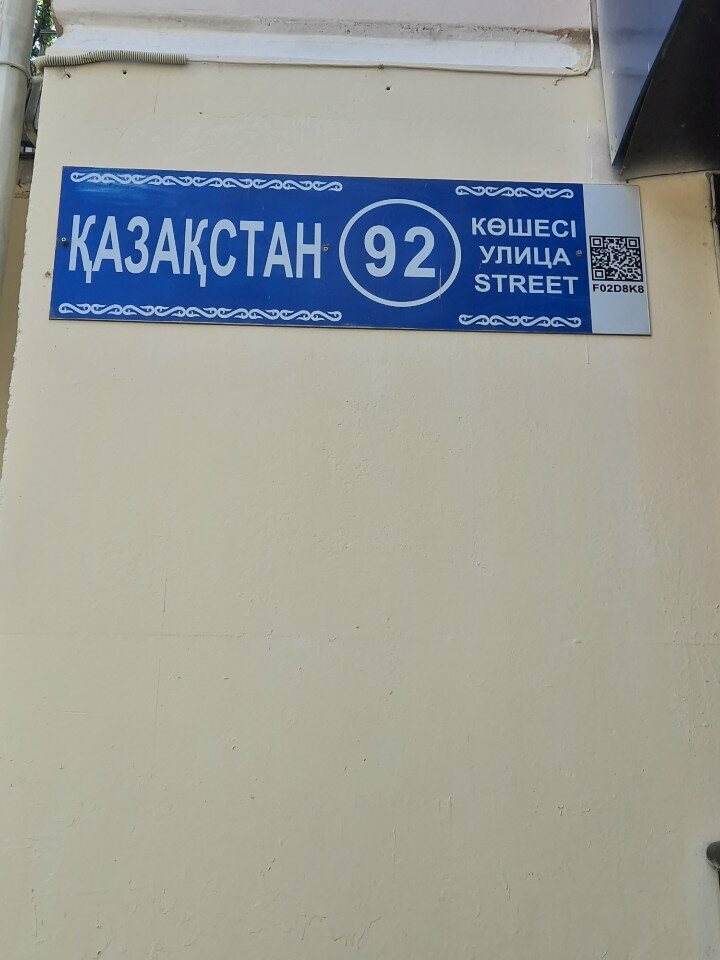 ҚАЗАҚСТАН
92
КӨШЕСІ
УЛИЦА
STREET
F02D8K8